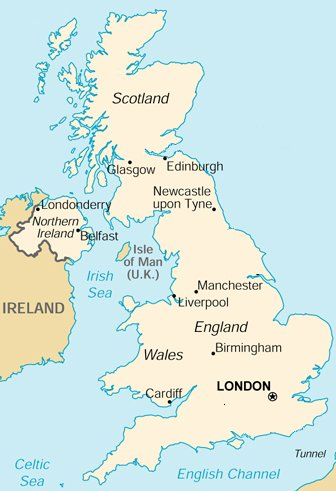 Scotland
Glasgow
Edinburgh
Newcastle
upon Tyne
Londonderry
Northern
Ireland
Belfast
Isle
of Man
(U.K.)
Irish
Sea
IRELAND
Manchester
Liverpool
England
Wales
Birmingham
Cardiff
LONDON
Celtic
Sea
English Channel
Tunnel